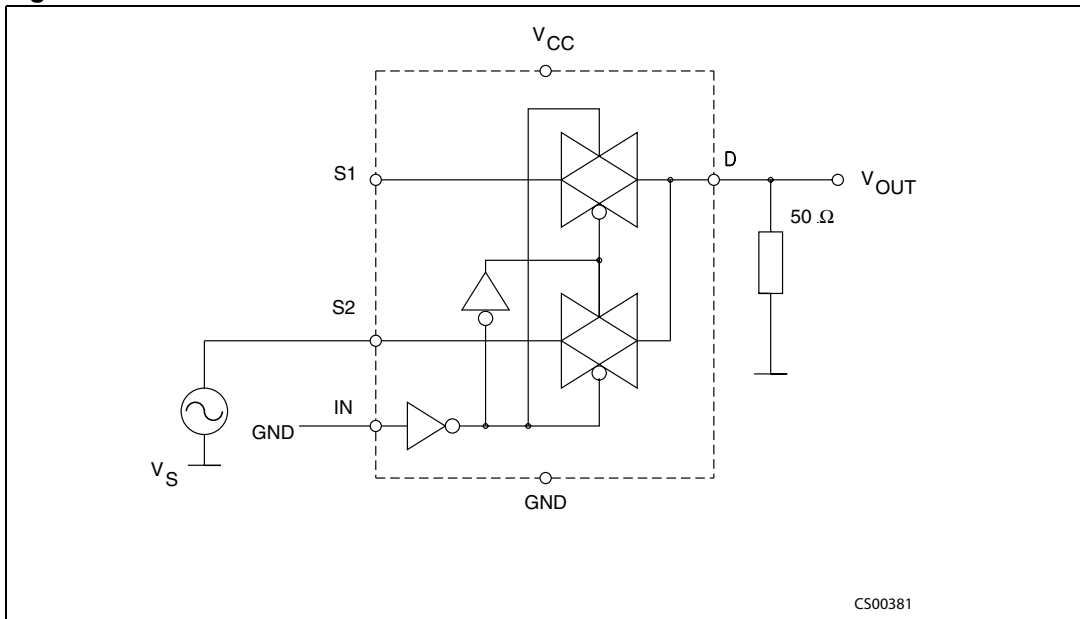 V_CC
S1
D
V_OUT
50 Ω
S2
IN
GND
V_S
GND
CS00381